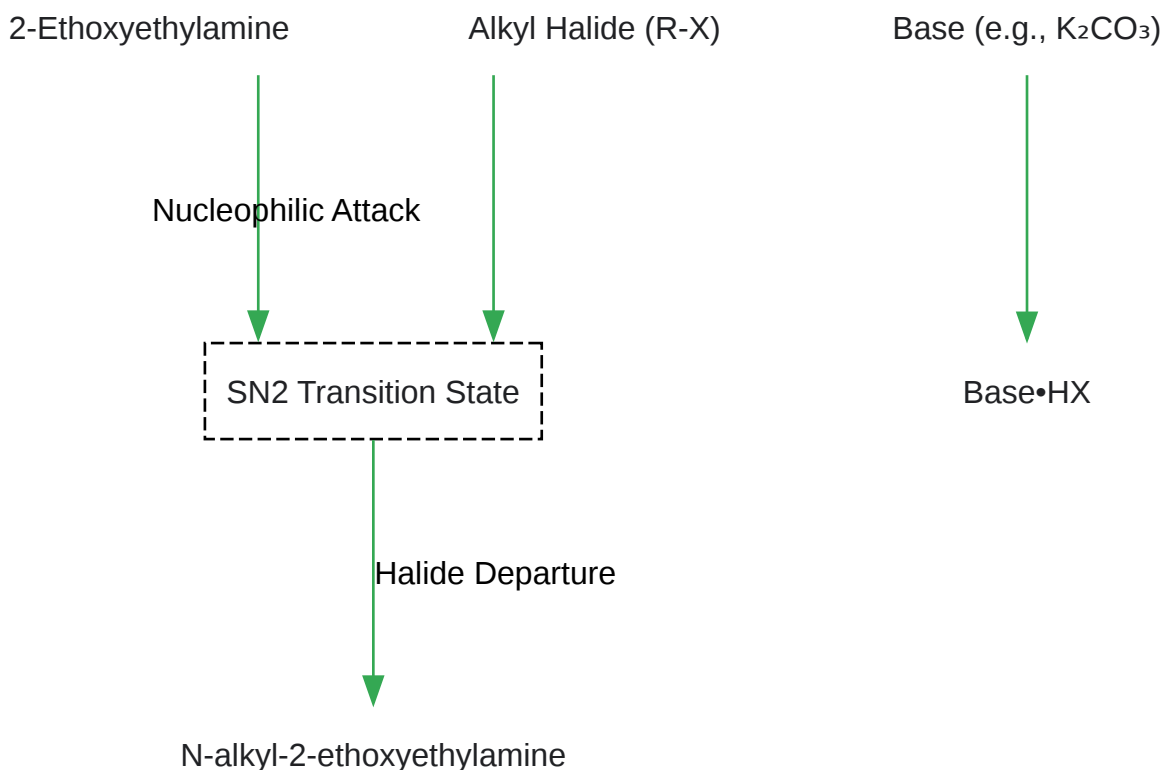 2-Ethoxyethylamine
Alkyl Halide (R-X)
Base (e.g., K₂CO₃)
Nucleophilic Attack
SN2 Transition State
Base•HX
Halide Departure
N-alkyl-2-ethoxyethylamine